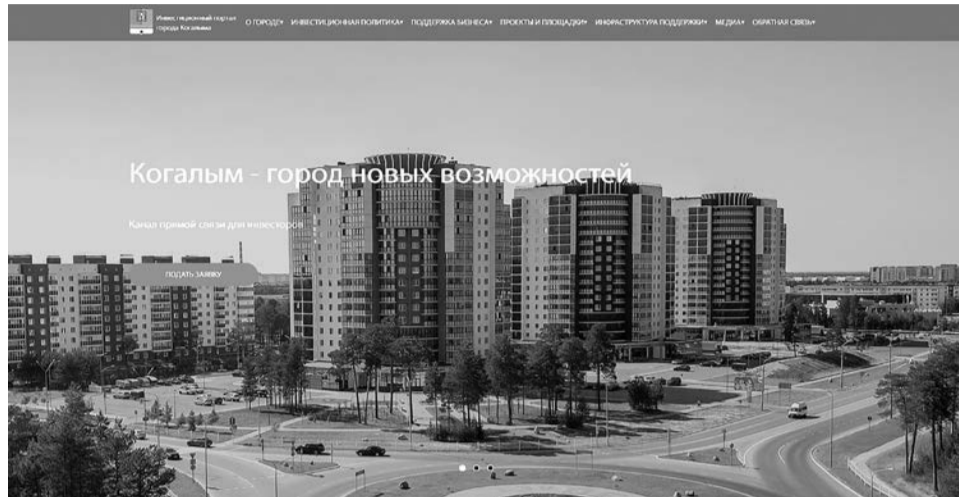 Инвестиционный портал
города Когалыма
О ГОРОДЕ▾ ИНВЕСТИЦИОННАЯ ПОЛИТИКА▾ ПОДДЕРЖКА БИЗНЕСА▾ ПРОЕКТЫ И ПЛОЩАДКИ▾ ИНФРАСТРУКТУРА ПОДДЕРЖКИ▾ МЕДИА▾ ОБРАТНАЯ СВЯЗЬ▾
Когалым - город новых возможностей
Канал прямой связи для инвесторов
ПОДАТЬ ЗАЯВКУ